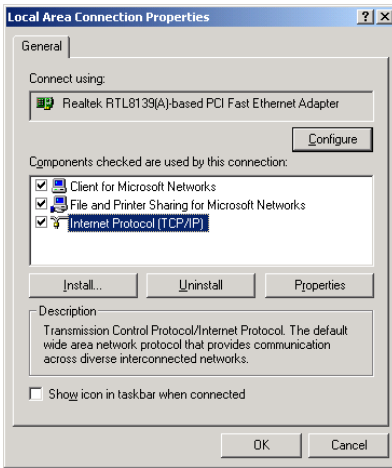 Local Area Connection Properties
General
Connect using:
Realtek RTL8139(A)-based PCI Fast Ethernet Adapter
Configure
Components checked are used by this connection:
Client for Microsoft Networks
File and Printer Sharing for Microsoft Networks
Internet Protocol (TCP/IP)
Install... Uninstall Properties
Description
Transmission Control Protocol/Internet Protocol. The default
wide area network protocol that provides communication
across diverse interconnected networks.
Show icon in taskbar when connected
OK Cancel